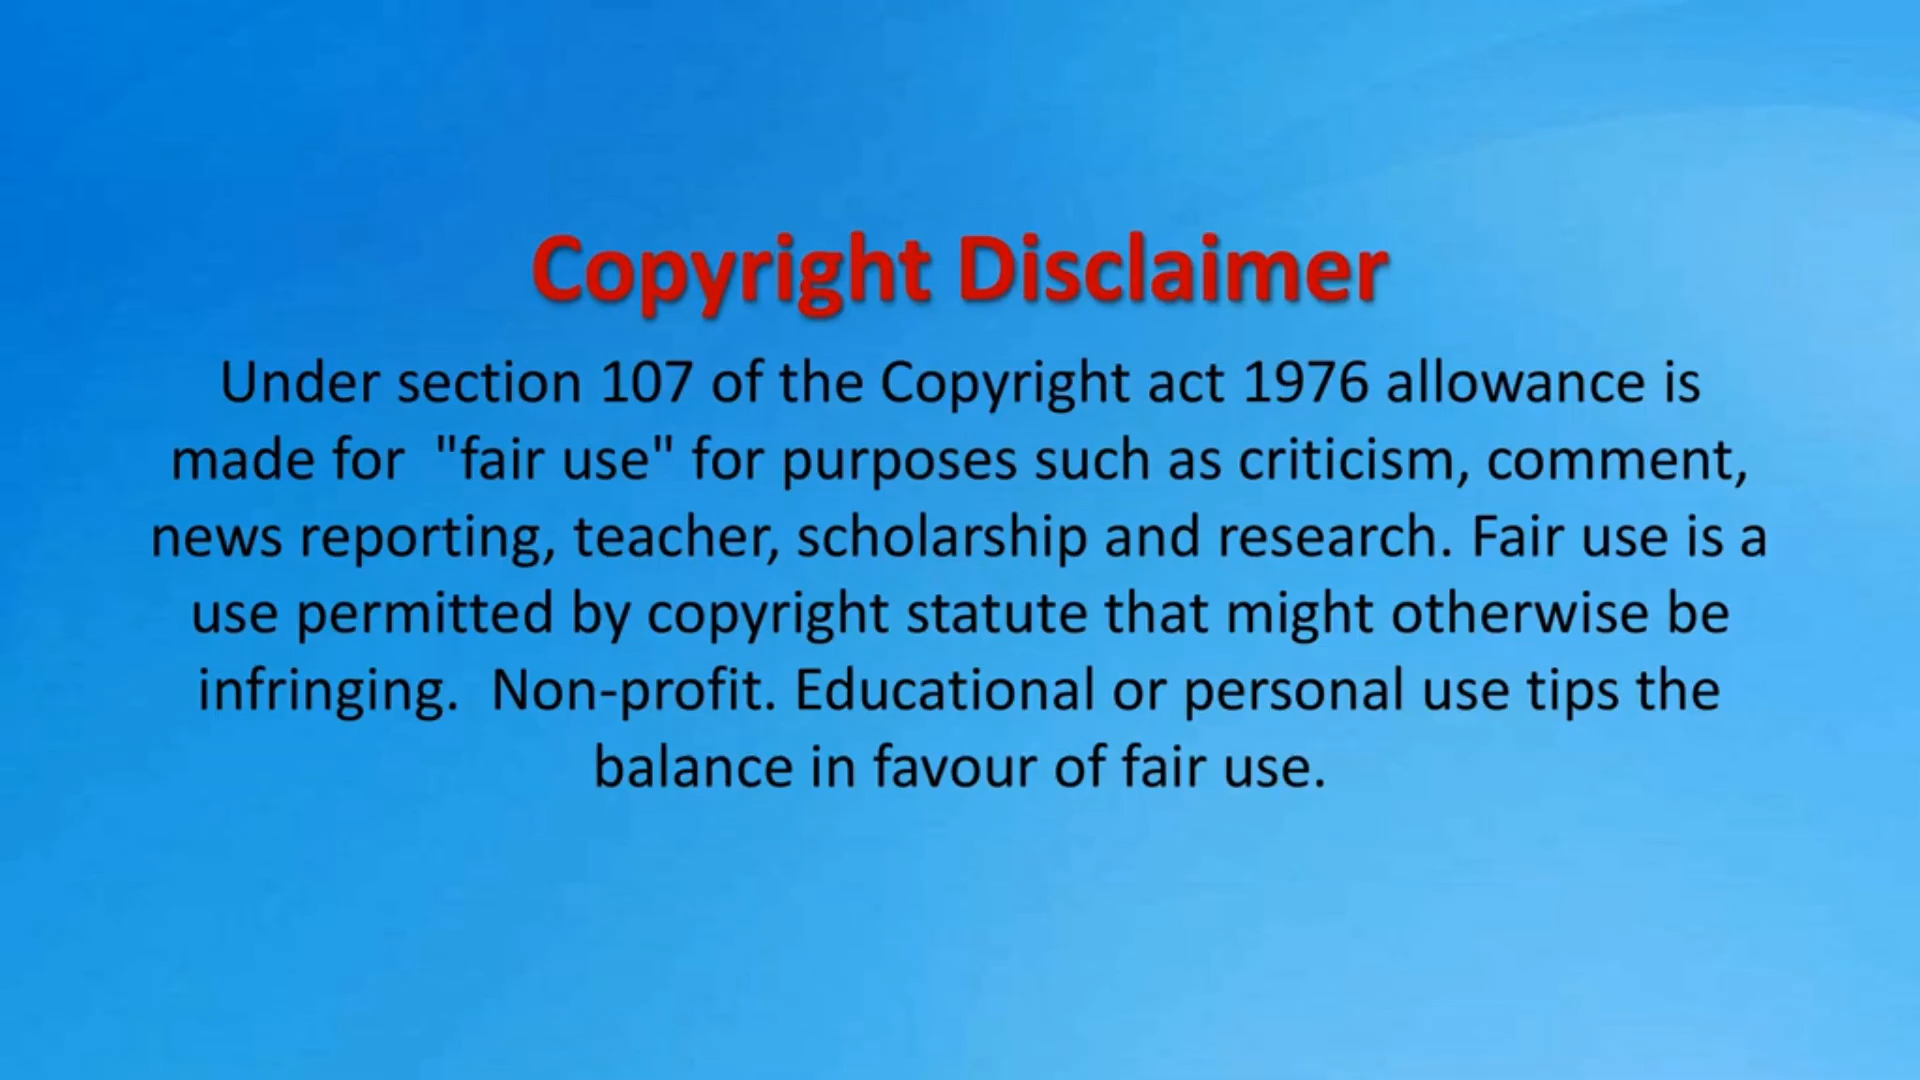 Copyright Disclaimer
Under section 107 of the Copyright act 1976 allowance is
made for  "fair use" for purposes such as criticism, comment,
news reporting, teacher, scholarship and research. Fair use is a
use permitted by copyright statute that might otherwise be
infringing.  Non-profit. Educational or personal use tips the
balance in favour of fair use.